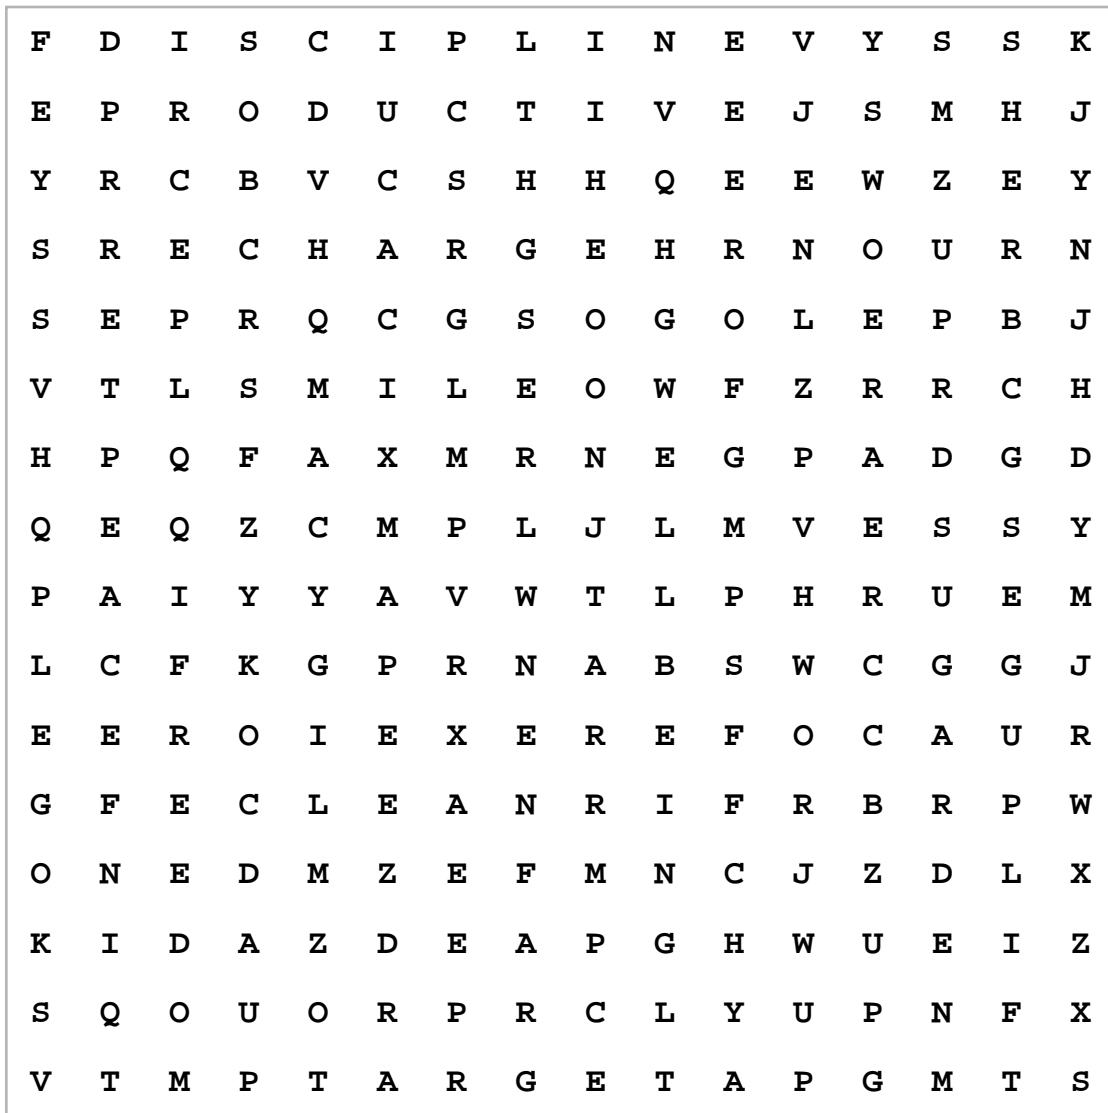 F D I S C I P L I N E V Y S S K
E P R O D U C T I V E J S M H J
Y R C B V C S H H Q E E W Z E Y
S R E C H A R G E H R N O U R N
S E P R Q C G S O G O L E P B J
V T L S M I L E O W F Z R R C H
H P Q F A X M R N E G P A D G D
Q E Q Z C M P L J L M V E S S Y
P A I Y Y A V W T L P H R U E M
L C F K G P R N A B S W C G G J
E E R O I E X E R E F O C A U R
G F E C L E A N R I F R B R P W
O N E D M Z E F M N C J Z D L X
K I D A Z D E A P G H W U E I Z
S Q O U O R P R C L Y U P N F X
V T M P T A R G E T A P G M T S